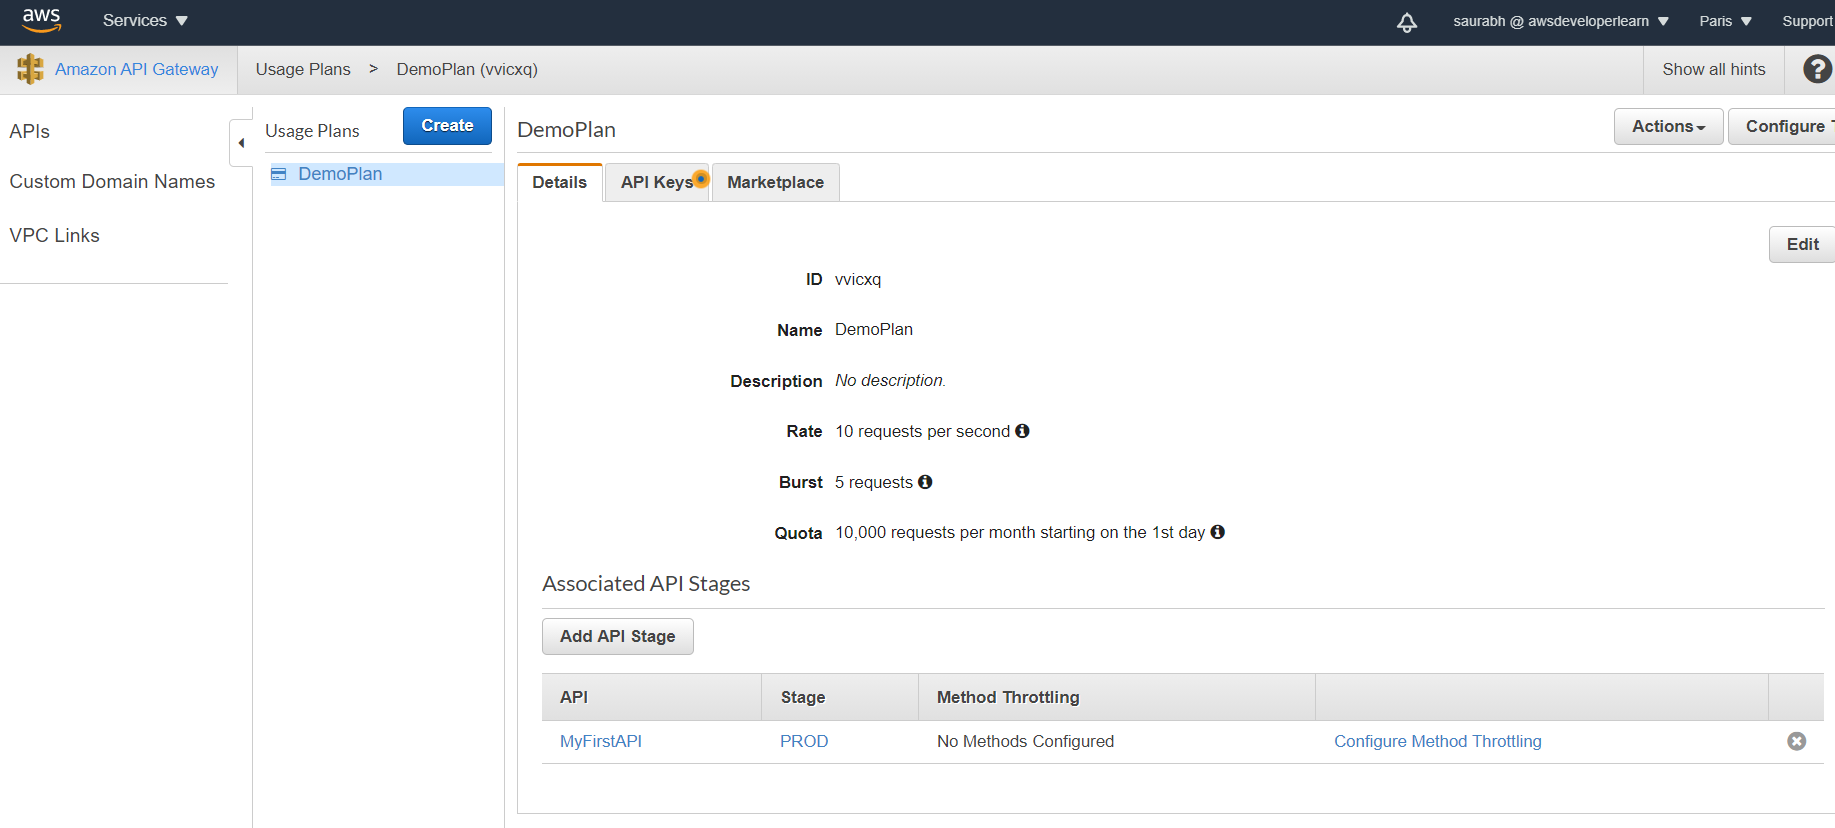 aws Services saurabh @ awsdeveloperlearn Paris Support
Amazon API Gateway Usage Plans > DemoPlan (vvicxq) Show all hints ?
APIs
Custom Domain Names
VPC Links
Usage Plans Create
DemoPlan
DemoPlan Actions Configure
Details API Keys Marketplace
Edit
ID vvicxq
Name DemoPlan
Description No description.
Rate 10 requests per second
Burst 5 requests
Quota 10,000 requests per month starting on the 1st day
Associated API Stages
Add API Stage
API Stage Method Throttling
MyFirstAPI PROD No Methods Configured Configure Method Throttling